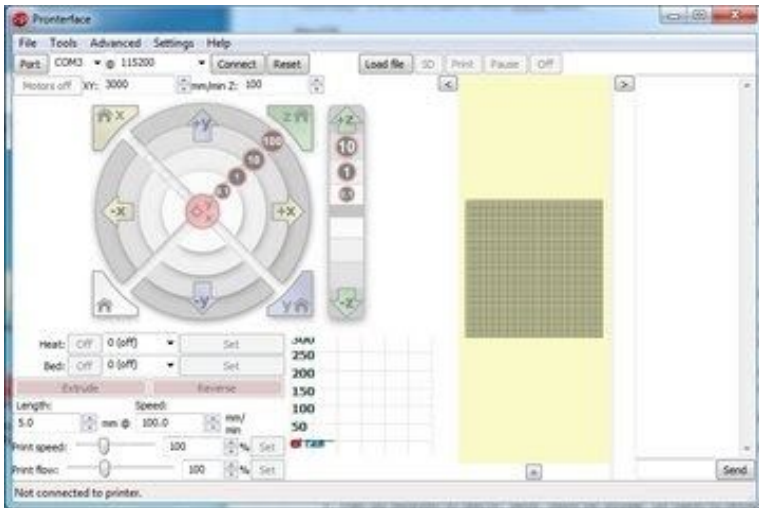 Pronterface
File Tools Advanced Settings Help
Port COM3 @ 115200 Connect Reset Load file SD Print Pause Off
Motors off XY: 3000 mm/min Z: 100
< >
X +y Z +Z
100
10
1
0.1
10
1
0.1
-X +X
-y y -Z
Heat: Off 0 (off) Set
Bed: Off 0 (off) Set
Extrude Reverse
Length: Speed:
5.0 mm @ 100.0 mm/
min
Print speed: 100 % Set
Print flow: 100 % Set
300
250
200
150
100
50
Send
Not connected to printer.